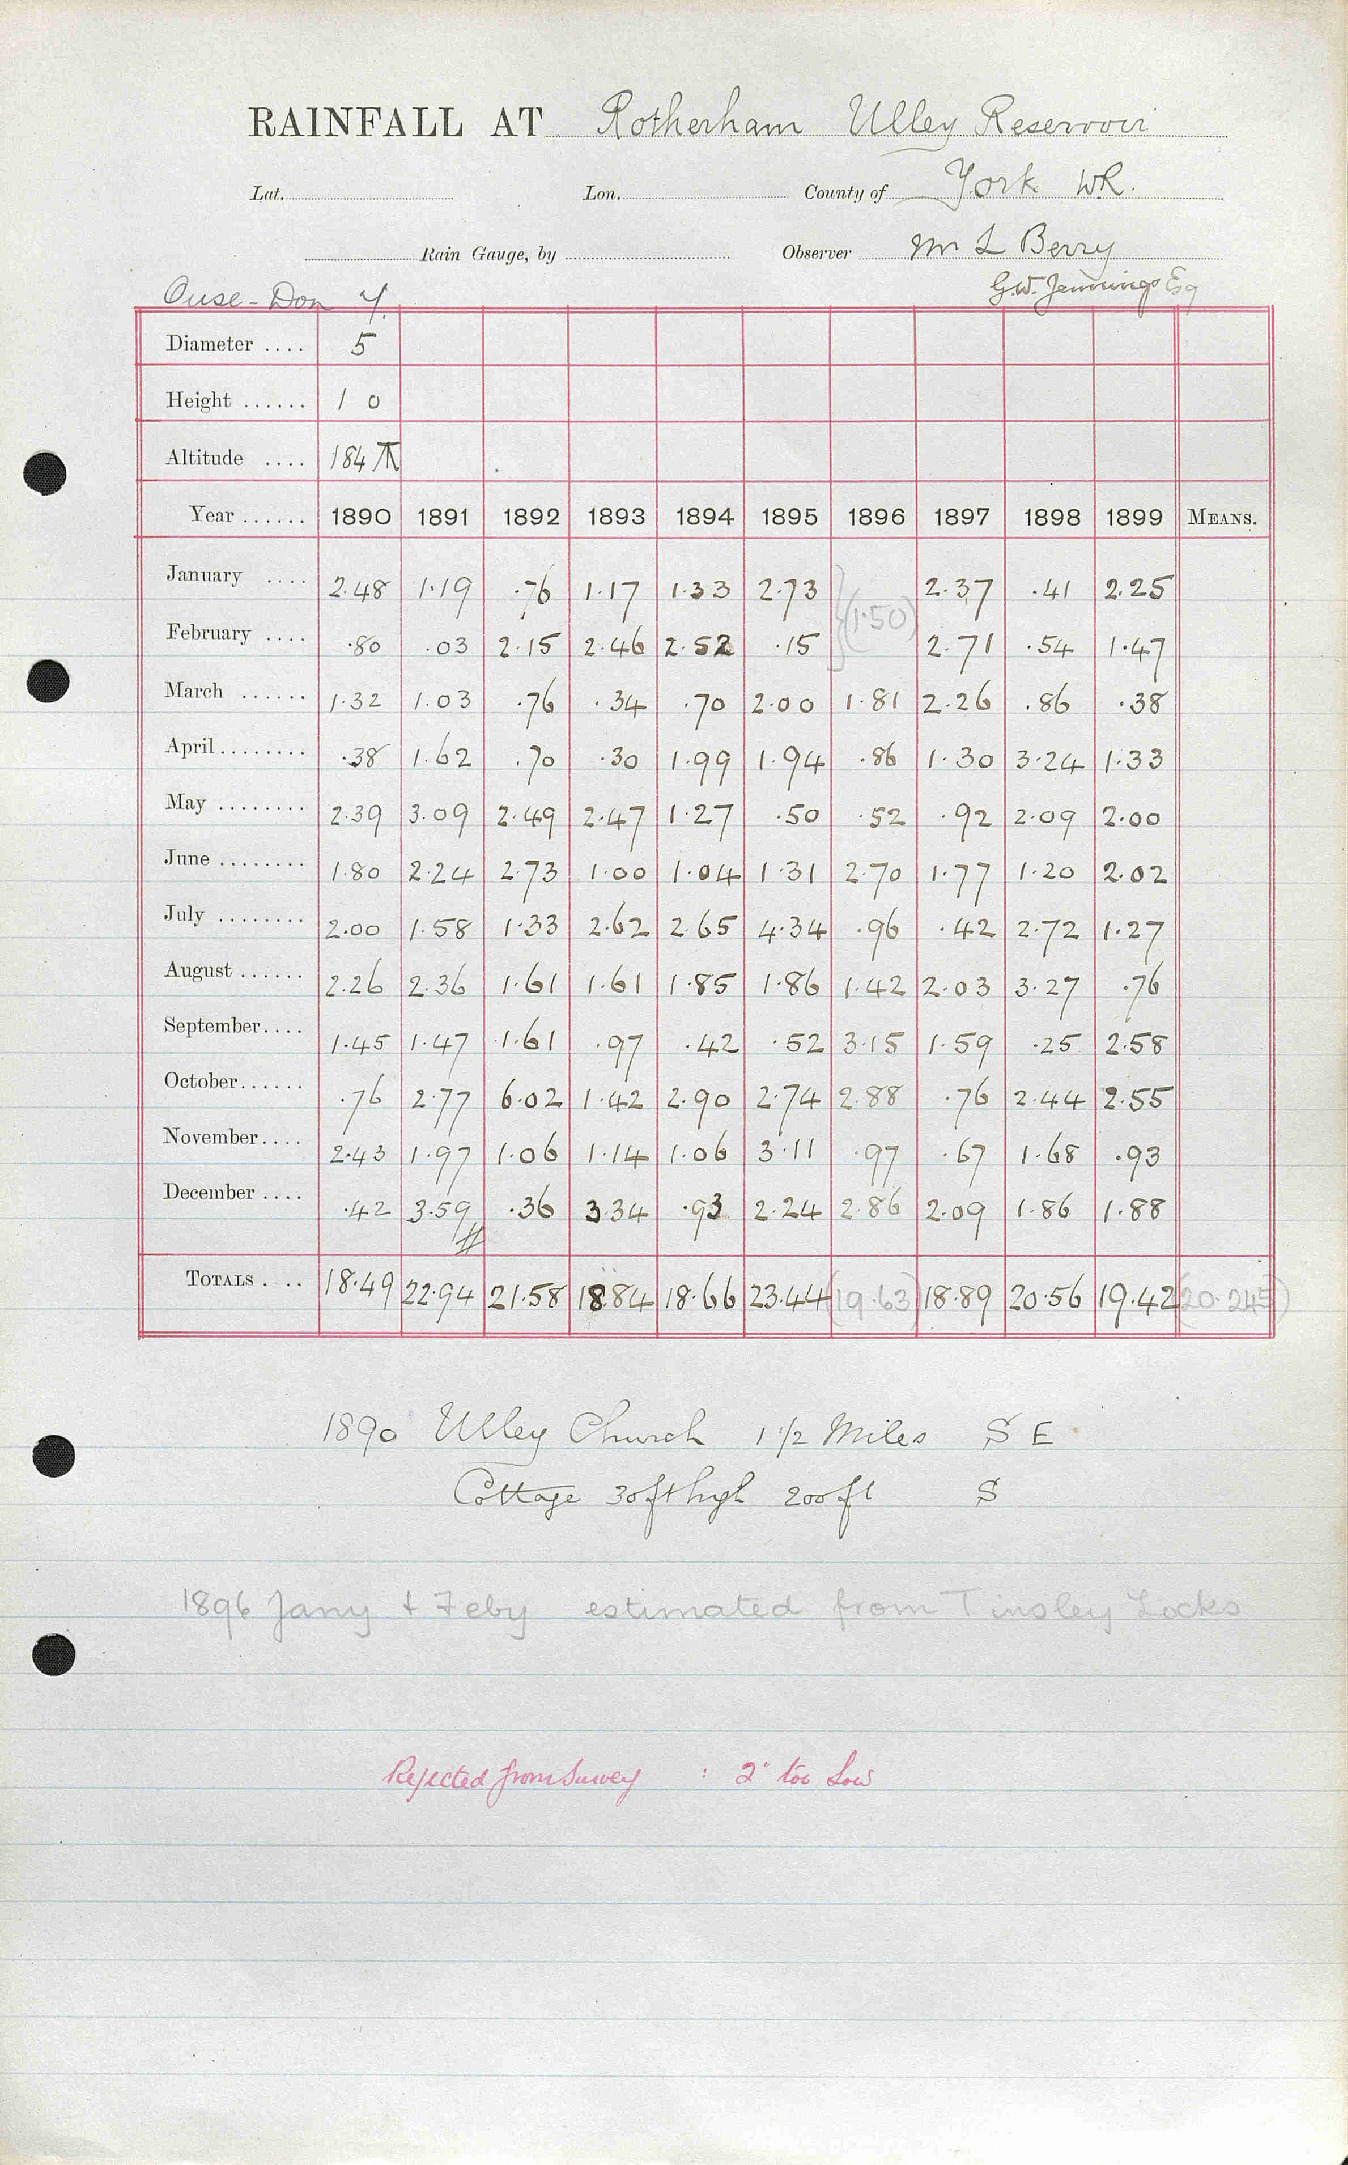 RAINFALL AT Rotherham Ulley Reservoir
Lat. Lon. County of York WR.
Rain Gauge, by Observer Mr L Berry
Ouse-Don 4. G.W. Jennings Esq
Diameter .... 5
Height ...... 1 0
Altitude .... 184
Year ...... 1890 1891 1892 1893 1894 1895 1896 1897 1898 1899 MEANS.
January .... 2.48 1.19 .76 1.17 1.33 2.73 (1.50) 2.37 .41 2.25
February .... .80 .03 2.15 2.46 2.52 .15 2.71 .54 1.47
March ...... 1.32 1.03 .76 .34 .70 2.00 1.81 2.26 .86 .38
April ........ .38 1.62 .70 .30 1.99 1.94 .86 1.30 3.24 1.33
May ........ 2.39 3.09 2.49 2.47 1.27 .50 .52 .92 2.09 2.00
June ........ 1.80 2.24 2.73 1.00 1.04 1.31 2.70 1.77 1.20 2.02
July ........ 2.00 1.58 1.33 2.62 2.65 4.34 .96 .42 2.72 1.27
August ...... 2.26 2.36 1.61 1.61 1.85 1.86 1.42 2.03 3.27 .76
September .... 1.45 1.47 1.61 .97 .42 .52 3.15 1.59 .25 2.58
October ...... .76 2.77 6.02 1.42 2.90 2.74 2.88 .76 2.44 2.55
November .... 2.43 1.97 1.06 1.14 1.06 3.11 .97 .67 1.68 .93
December .... .42 3.59 .36 3.34 .93 2.24 2.86 2.09 1.86 1.88
TOTALS .... 18.49 22.94 21.58 18.84 18.66 23.44 (19.63) 18.89 20.56 19.42 (20.245)
1890 Ulley Church 1 1/2 Miles S E
Cottage 30ft high 200ft S
1896 Jany & Feby estimated from Tinsley Locks
Rejected from Survey : 2" too low